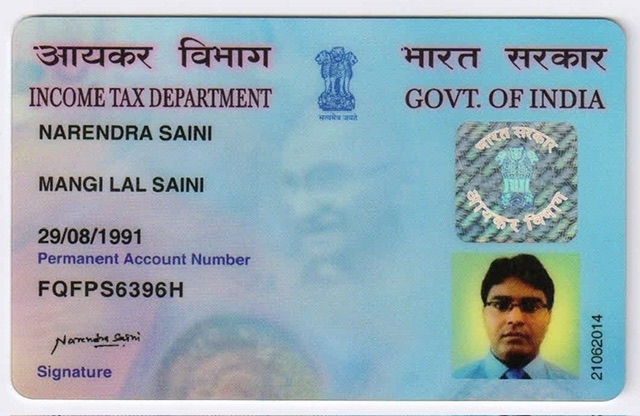 आयकर विभाग
भारत सरकार
INCOME TAX DEPARTMENT
GOVT. OF INDIA
सत्यमेव जयते
NARENDRA SAINI
MANGI LAL SAINI
29/08/1991
Permanent Account Number
FQFPS6396H
Narendra Saini
Signature
भारत सरकार
आयकर विभाग
21062014